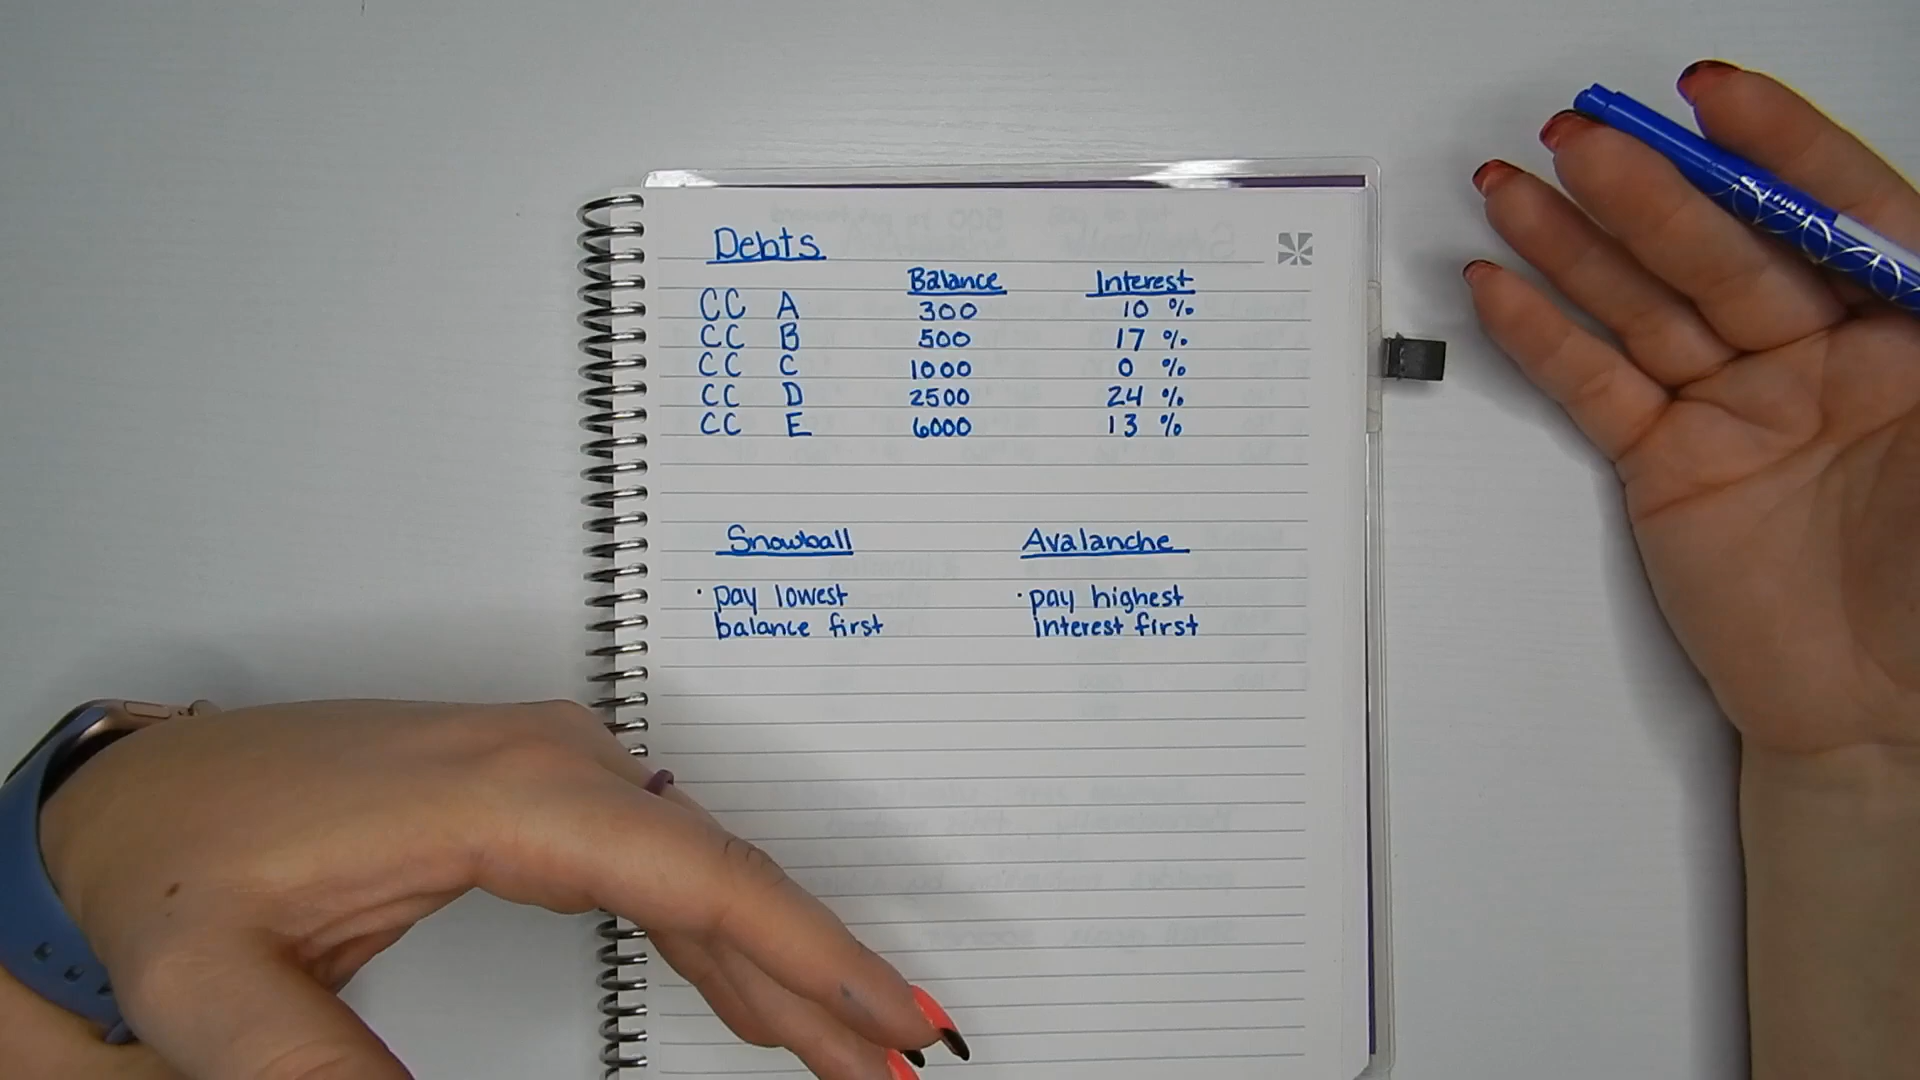 Debts
Balance Interest
CC A 300 10 %
CC B 500 17 %
CC C 1000 0 %
CC D 2500 24 %
CC E 6000 13 %
Snowball Avalanche
· pay lowest · pay highest
balance first interest first